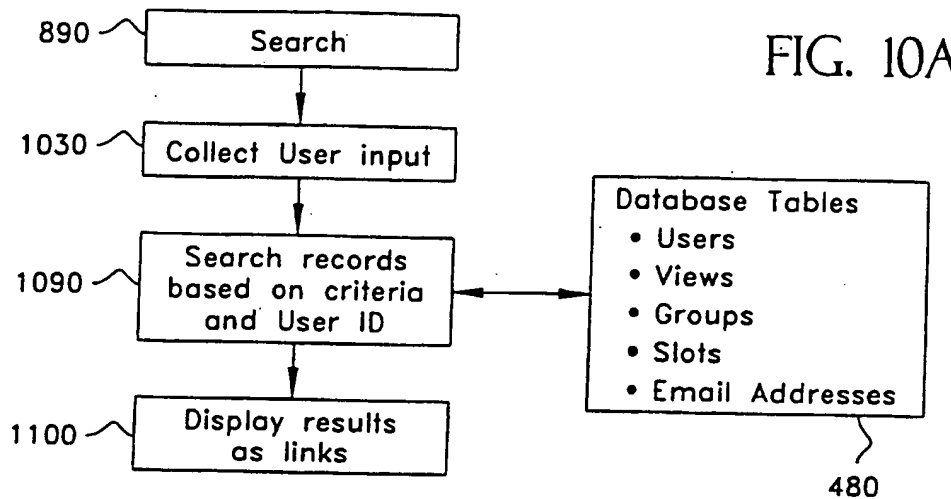 FIG. 10A
890
Search
1030
Collect User input
1090
Search records
based on criteria
and User ID
1100
Display results
as links
Database Tables
• Users
• Views
• Groups
• Slots
• Email Addresses
480